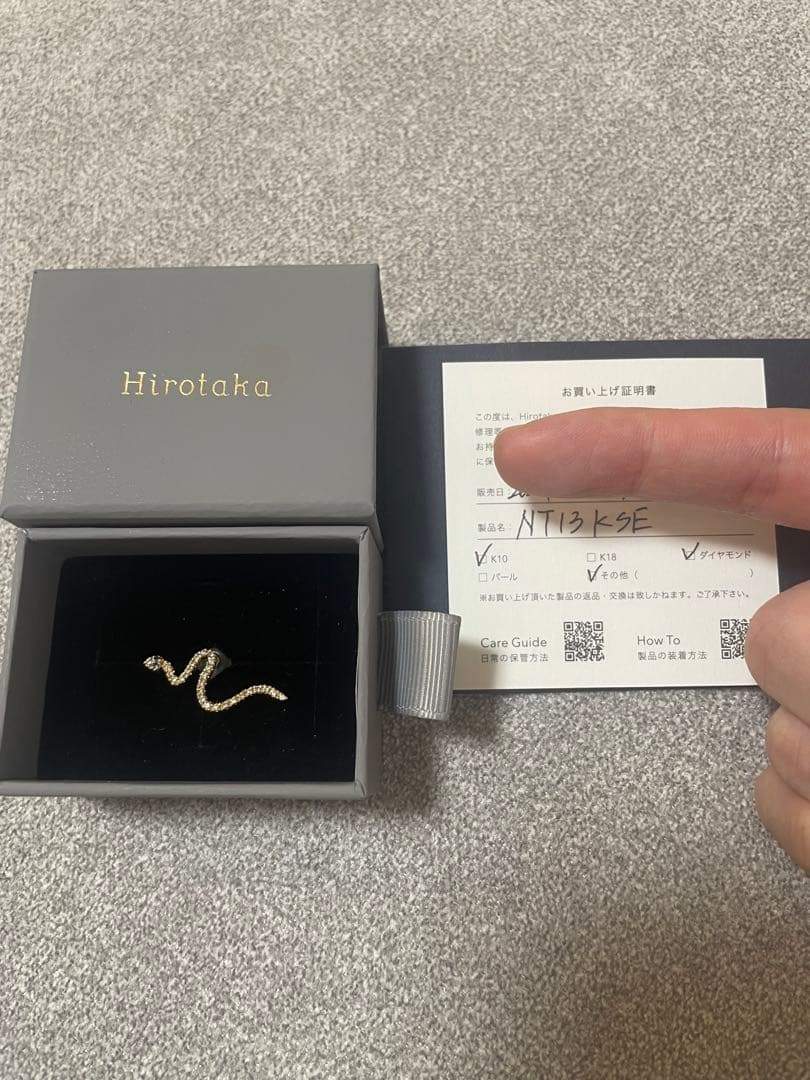 Hirotaka
お買い上げ証明書
この度は、Hirota
修理
お持
に保
販売日:
製品名: NT13KSE
K10 K18 ダイヤモンド
パール その他 ( )
※お買い上げ頂いた製品の返品・交換は致しかねます。ご了承下さい。
Care Guide How To
日常の保管方法 製品の装着方法